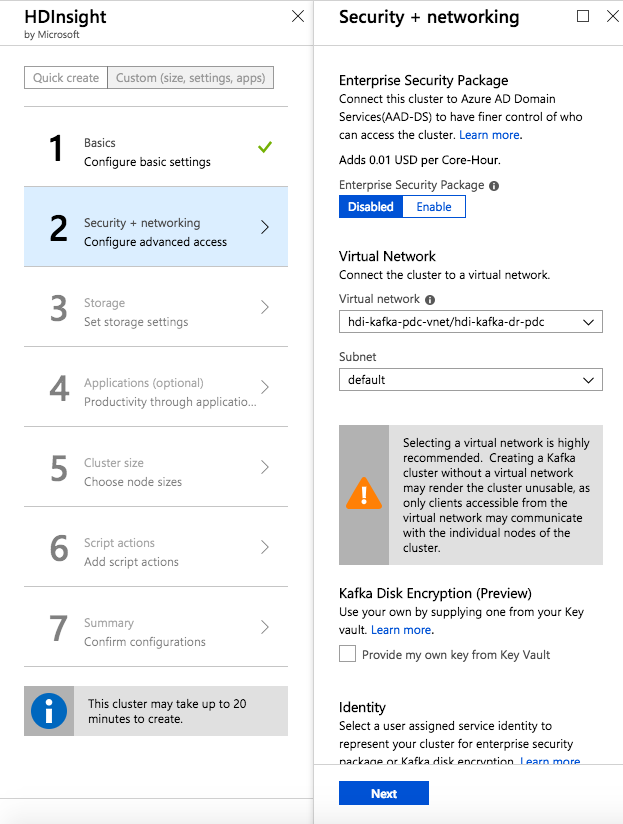 HDInsight
by Microsoft
Quick create
Custom (size, settings, apps)
1
Basics
Configure basic settings
2
Security + networking
Configure advanced access
3
Storage
Set storage settings
4
Applications (optional)
Productivity through applicatio...
5
Cluster size
Choose node sizes
6
Script actions
Add script actions
7
Summary
Confirm configurations
This cluster may take up to 20
minutes to create.
Security + networking
Enterprise Security Package
Connect this cluster to Azure AD Domain
Services(AAD-DS) to have finer control of who
can access the cluster. Learn more.
Adds 0.01 USD per Core-Hour.
Enterprise Security Package
Disabled
Enable
Virtual Network
Connect the cluster to a virtual network.
Virtual network
hdi-kafka-pdc-vnet/hdi-kafka-dr-pdc
Subnet
default
Selecting a virtual network is highly
recommended. Creating a Kafka
cluster without a virtual network
may render the cluster unusable, as
only clients accessible from the
virtual network may communicate
with the individual nodes of the
cluster.
Kafka Disk Encryption (Preview)
Use your own by supplying one from your Key
vault. Learn more.
Provide my own key from Key Vault
Identity
Select a user assigned service identity to
represent your cluster for enterprise security
package or Kafka disk encryption. Learn more
Next